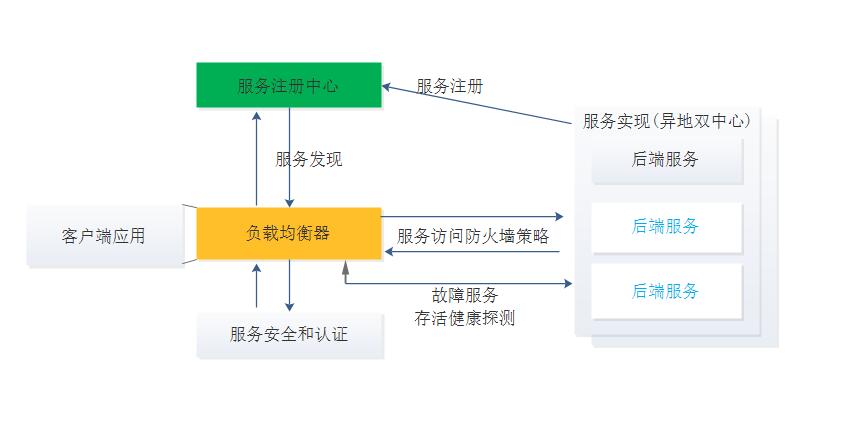 服务注册中心
服务注册
服务实现(异地双中心)
后端服务
服务发现
客户端应用
负载均衡器
服务访问防火墙策略
后端服务
故障服务
存活健康探测
后端服务
服务安全和认证